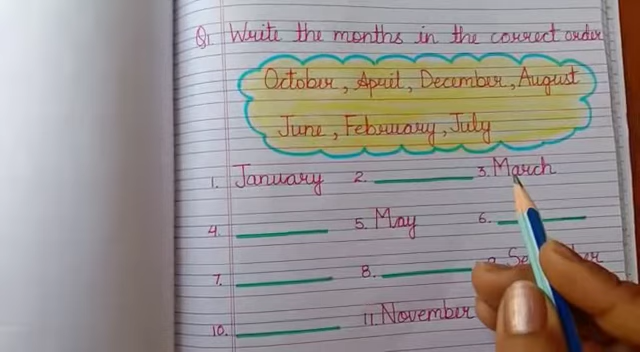 Q1. Write the months in the correct order
October, April, December, August
June, February, July
1. January 2. 3. March
4. 5. May 6.
7. 8.
10. 11. November